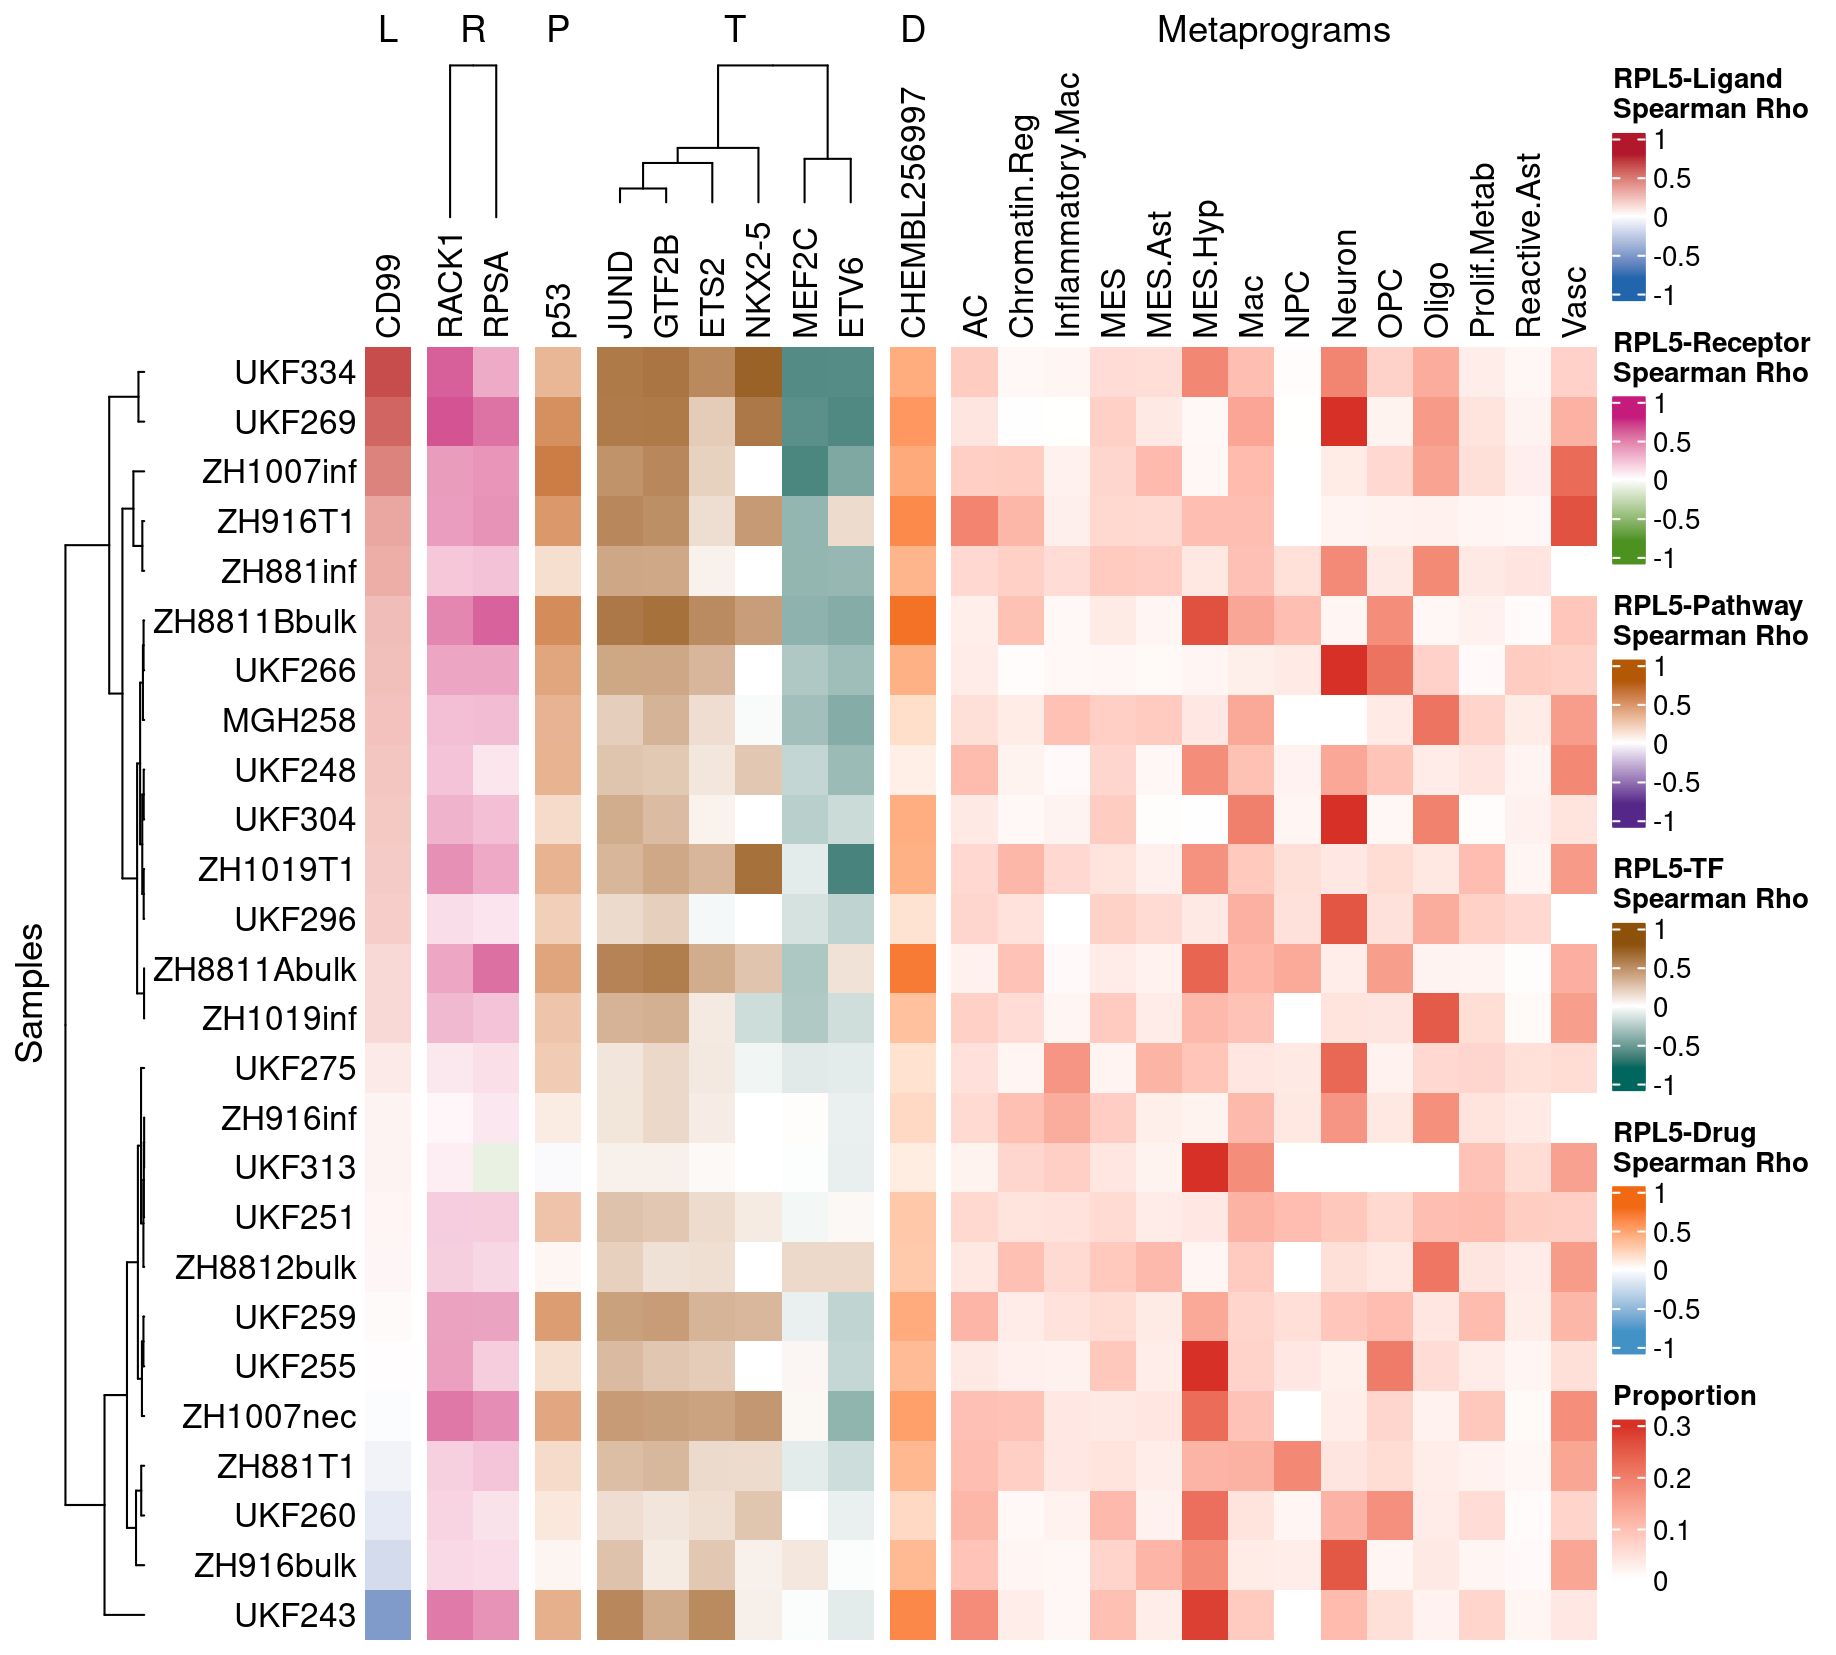 L R P T D Metaprograms
CD99 RACK1 RPSA p53 JUND GTF2B ETS2 NKX2-5 MEF2C ETV6 CHEMBL256997 AC Chromatin.Reg Inflammatory.Mac MES MES.Ast MES.Hyp Mac NPC Neuron OPC Oligo Prolif.Metab Reactive.Ast Vasc
Samples
UKF334
UKF269
ZH1007inf
ZH916T1
ZH881inf
ZH8811Bbulk
UKF266
MGH258
UKF248
UKF304
ZH1019T1
UKF296
ZH8811Abulk
ZH1019inf
UKF275
ZH916inf
UKF313
UKF251
ZH8812bulk
UKF259
UKF255
ZH1007nec
ZH881T1
UKF260
ZH916bulk
UKF243
RPL5-Ligand
Spearman Rho
1
0.5
0
-0.5
-1
RPL5-Receptor
Spearman Rho
1
0.5
0
-0.5
-1
RPL5-Pathway
Spearman Rho
1
0.5
0
-0.5
-1
RPL5-TF
Spearman Rho
1
0.5
0
-0.5
-1
RPL5-Drug
Spearman Rho
1
0.5
0
-0.5
-1
Proportion
0.3
0.2
0.1
0